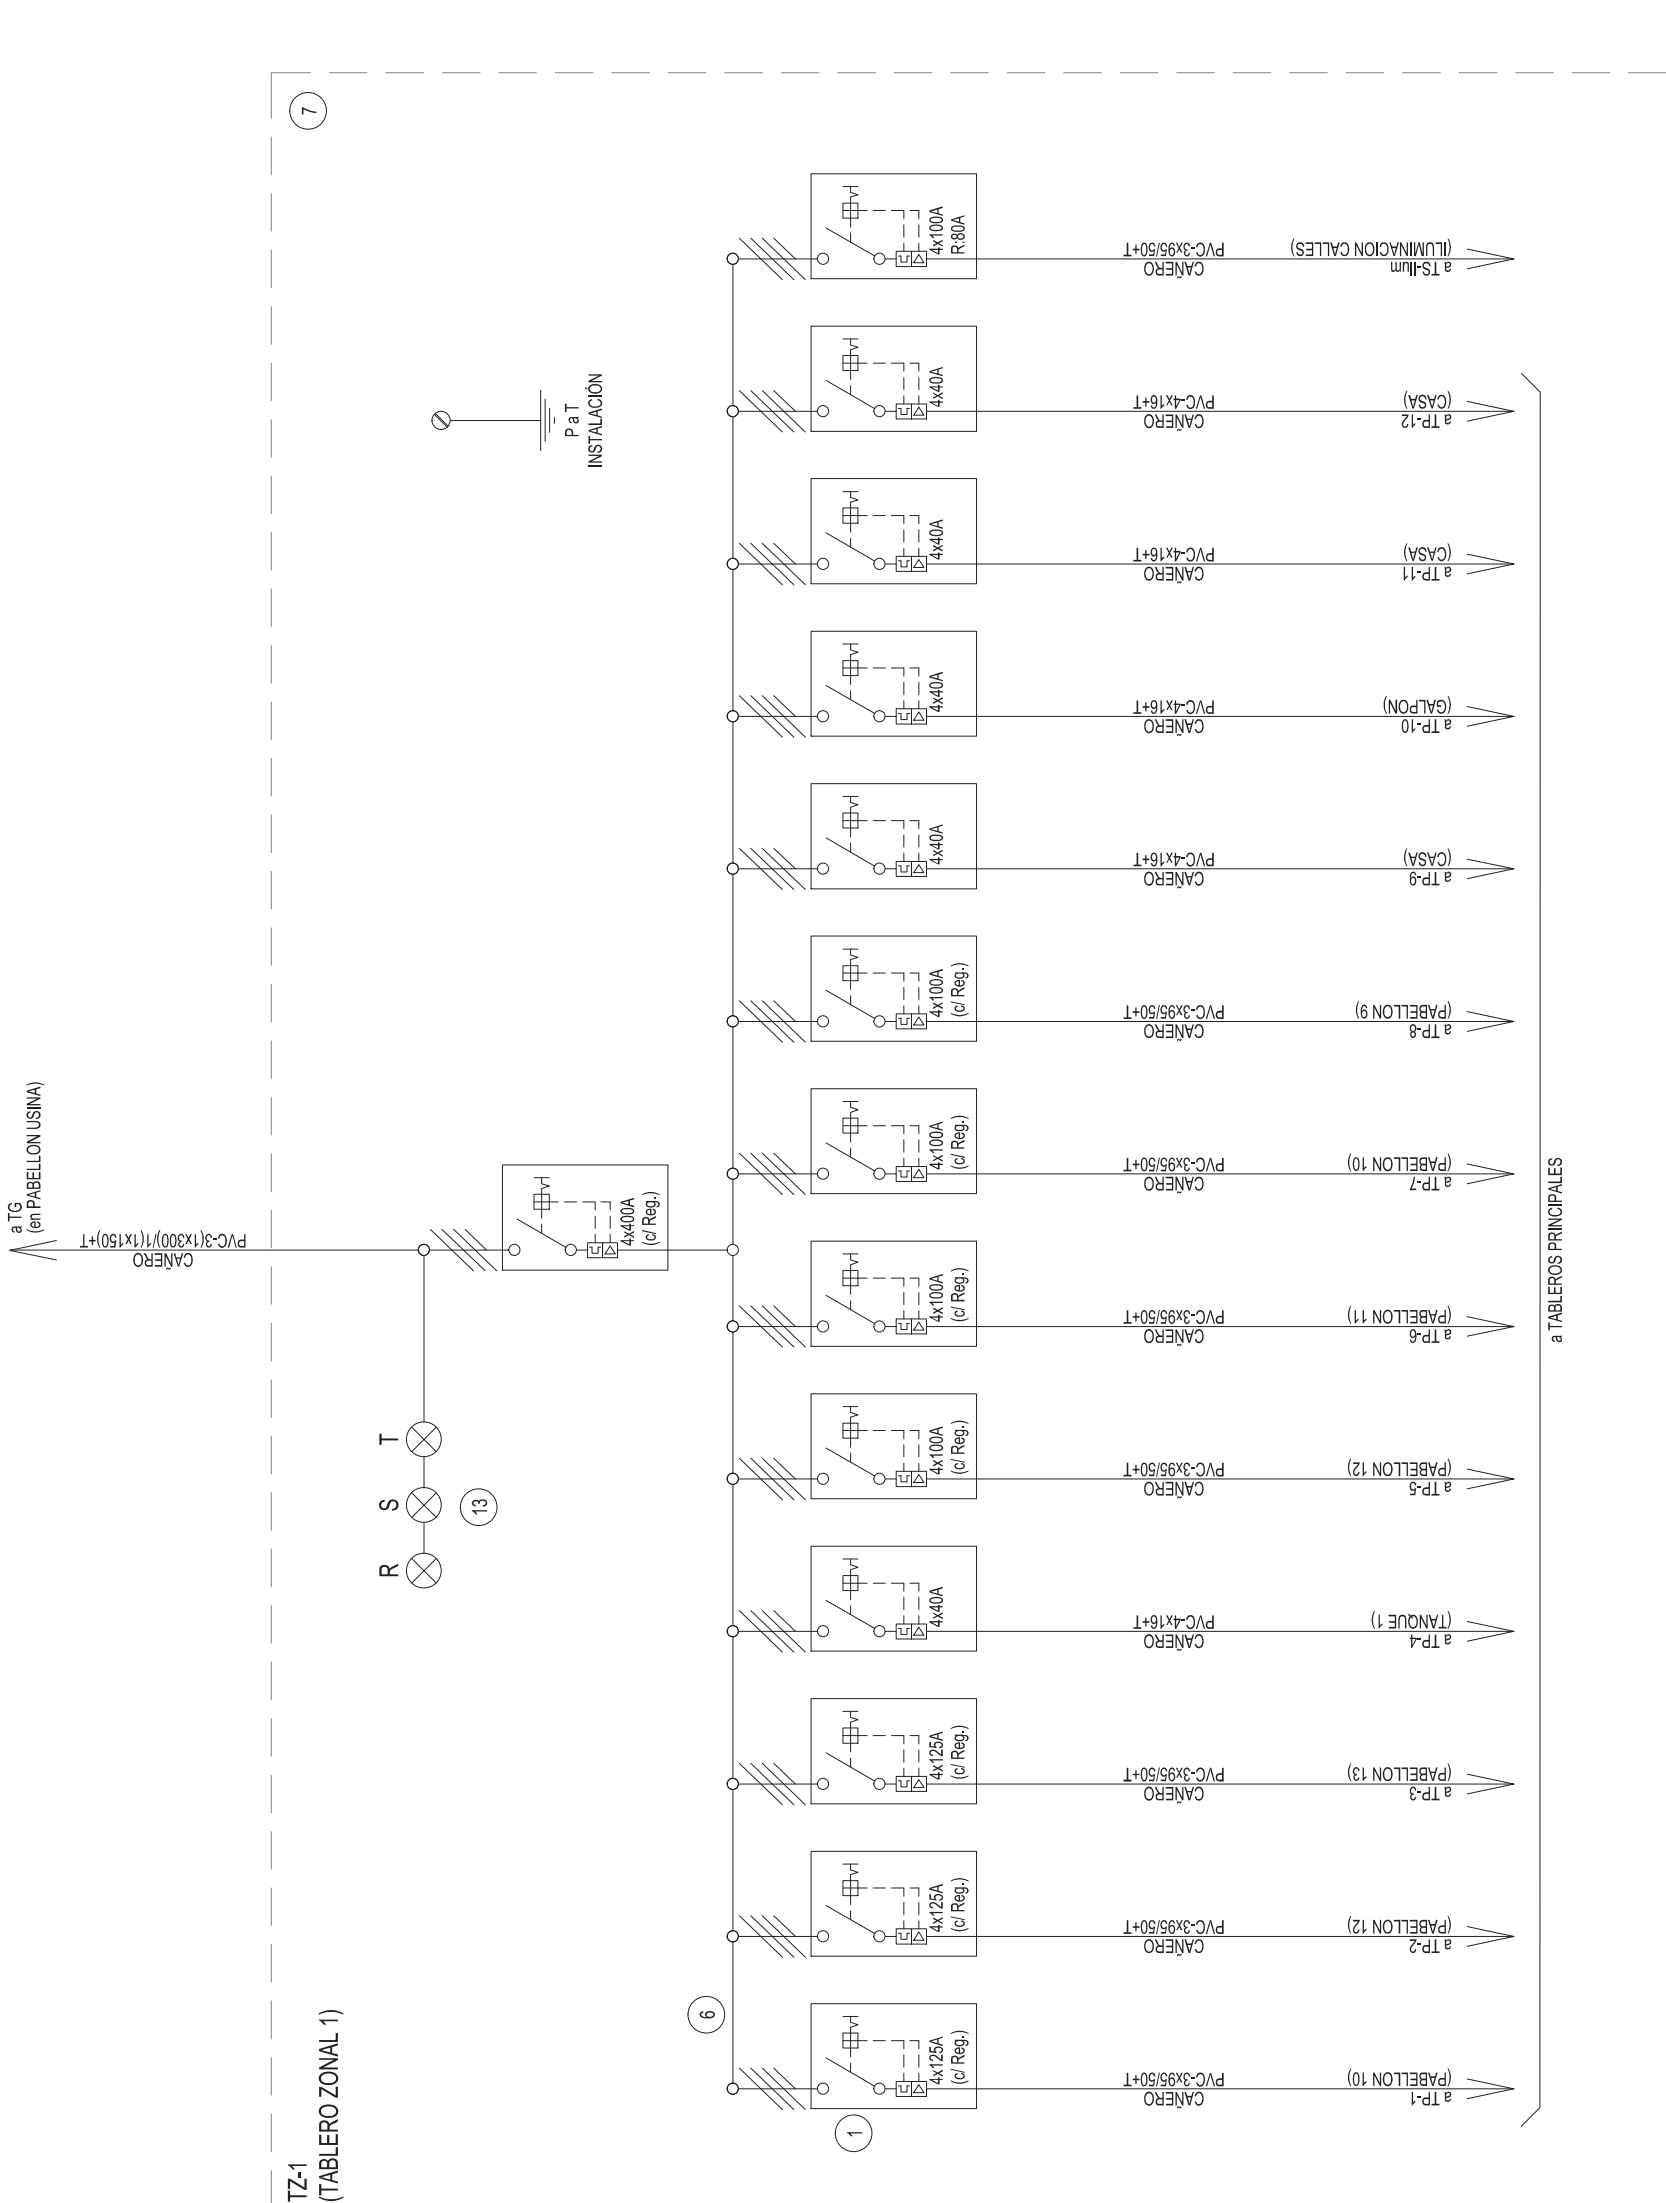 a TG
(en PABELLON USINA)
CAÑERO
PVC-3(1x300)/1(1x150)+T
TZ-1
(TABLERO ZONAL 1)
7
R
S
T
13
4x400A
(c/ Reg.)
P a T
INSTALACIÓN
6
1
4x125A
(c/ Reg.)
CAÑERO
PVC-3x95/50+T
a TP-1
(PABELLON 10)
4x125A
(c/ Reg.)
CAÑERO
PVC-3x95/50+T
a TP-2
(PABELLON 12)
4x125A
(c/ Reg.)
CAÑERO
PVC-3x95/50+T
a TP-3
(PABELLON 13)
4x40A
CAÑERO
PVC-4x16+T
a TP-4
(TANQUE 1)
4x100A
(c/ Reg.)
CAÑERO
PVC-3x95/50+T
a TP-5
(PABELLON 12)
4x100A
(c/ Reg.)
CAÑERO
PVC-3x95/50+T
a TP-6
(PABELLON 11)
4x100A
(c/ Reg.)
CAÑERO
PVC-3x95/50+T
a TP-7
(PABELLON 10)
4x100A
(c/ Reg.)
CAÑERO
PVC-3x95/50+T
a TP-8
(PABELLON 9)
4x40A
CAÑERO
PVC-4x16+T
a TP-9
(CASA)
4x40A
CAÑERO
PVC-4x16+T
a TP-10
(GALPON)
4x40A
CAÑERO
PVC-4x16+T
a TP-11
(CASA)
4x40A
CAÑERO
PVC-4x16+T
a TP-12
(CASA)
4x100A
R:80A
CAÑERO
PVC-3x95/50+T
a TS-Ilum
(ILUMINACION CALLES)
a TABLEROS PRINCIPALES